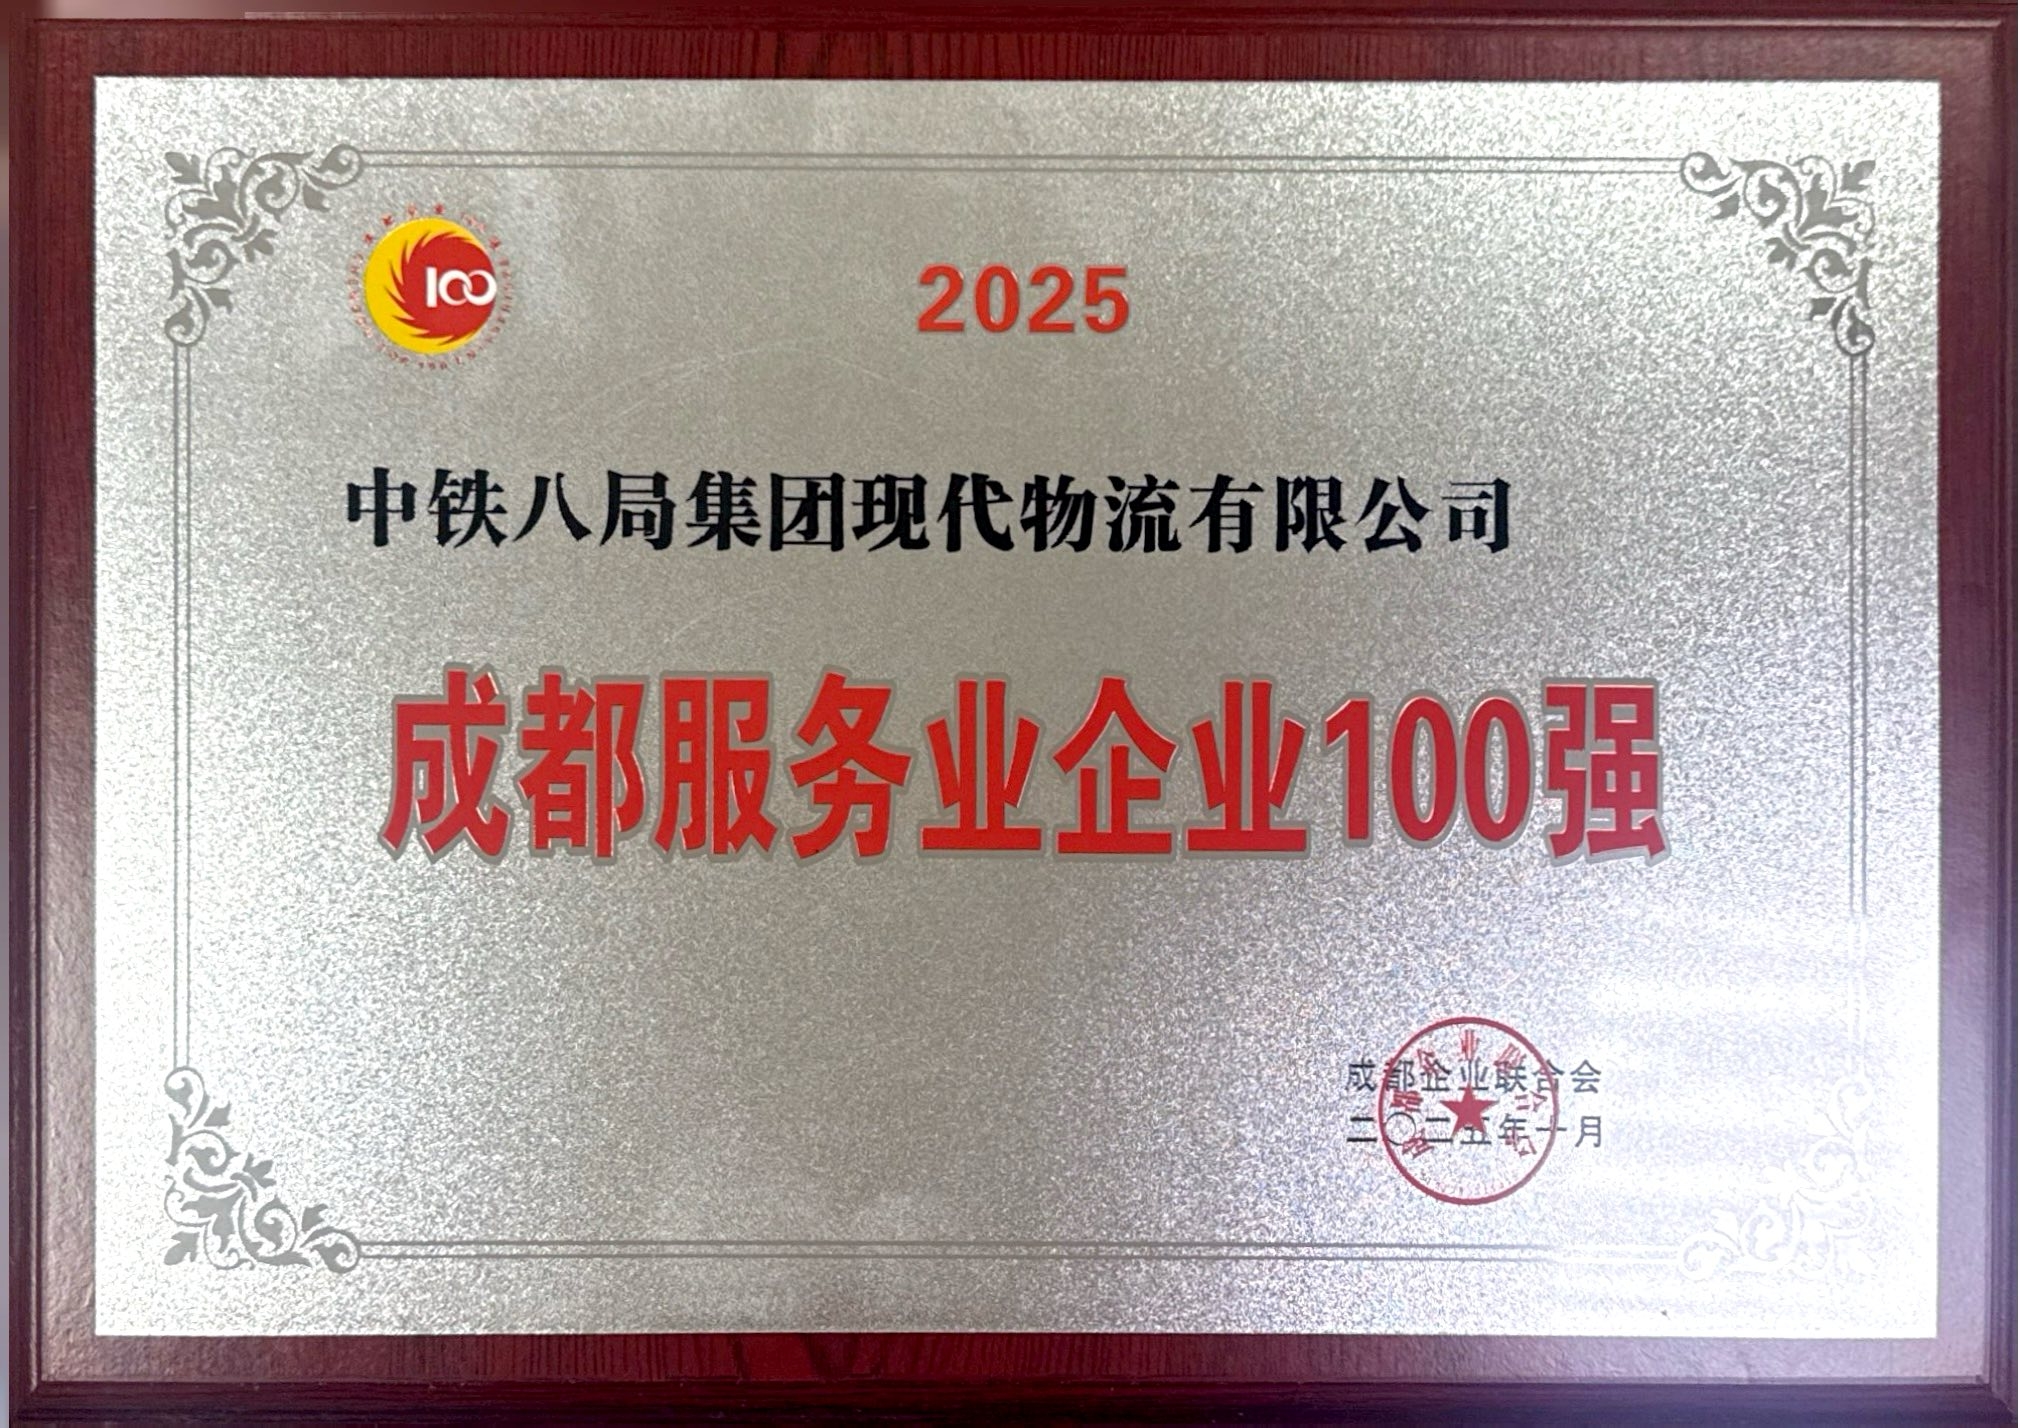 100
2025
中铁八局集团现代物流有限公司
成都服务业企业100强
成都企业联合会
二〇二五年十月